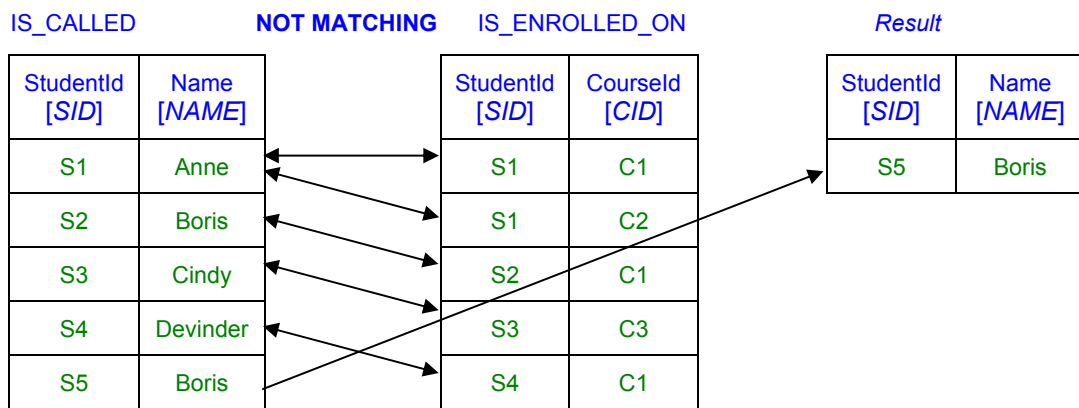 IS_CALLED NOT MATCHING IS_ENROLLED_ON Result
StudentId Name StudentId CourseId StudentId Name
[SID] [NAME] [SID] [CID] [SID] [NAME]
S1 Anne S1 C1 S5 Boris
S2 Boris S1 C2
S3 Cindy S2 C1
S4 Devinder S3 C3
S5 Boris S4 C1